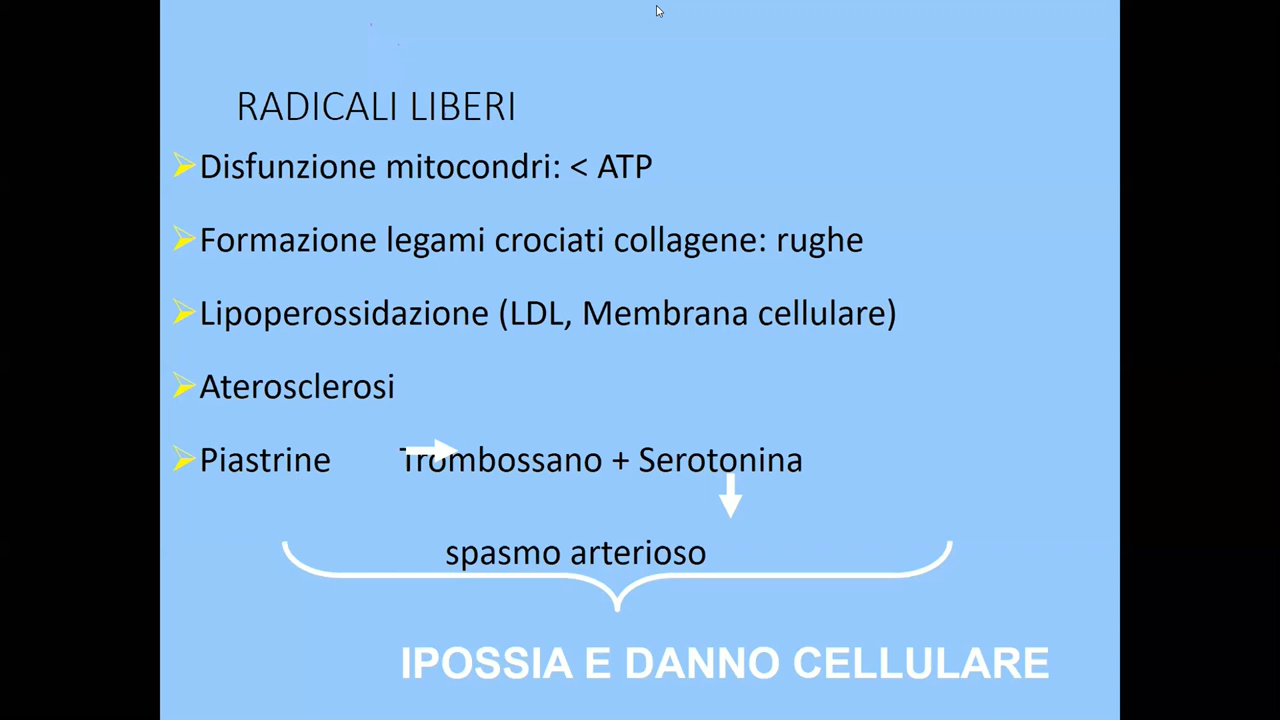 RADICALI LIBERI
Disfunzione mitocondri: < ATP
Formazione legami crociati collagene: rughe
Lipoperossidazione (LDL, Membrana cellulare)
Aterosclerosi
Piastrine Trombossano + Serotonina
spasmo arterioso
IPOSSIA E DANNO CELLULARE